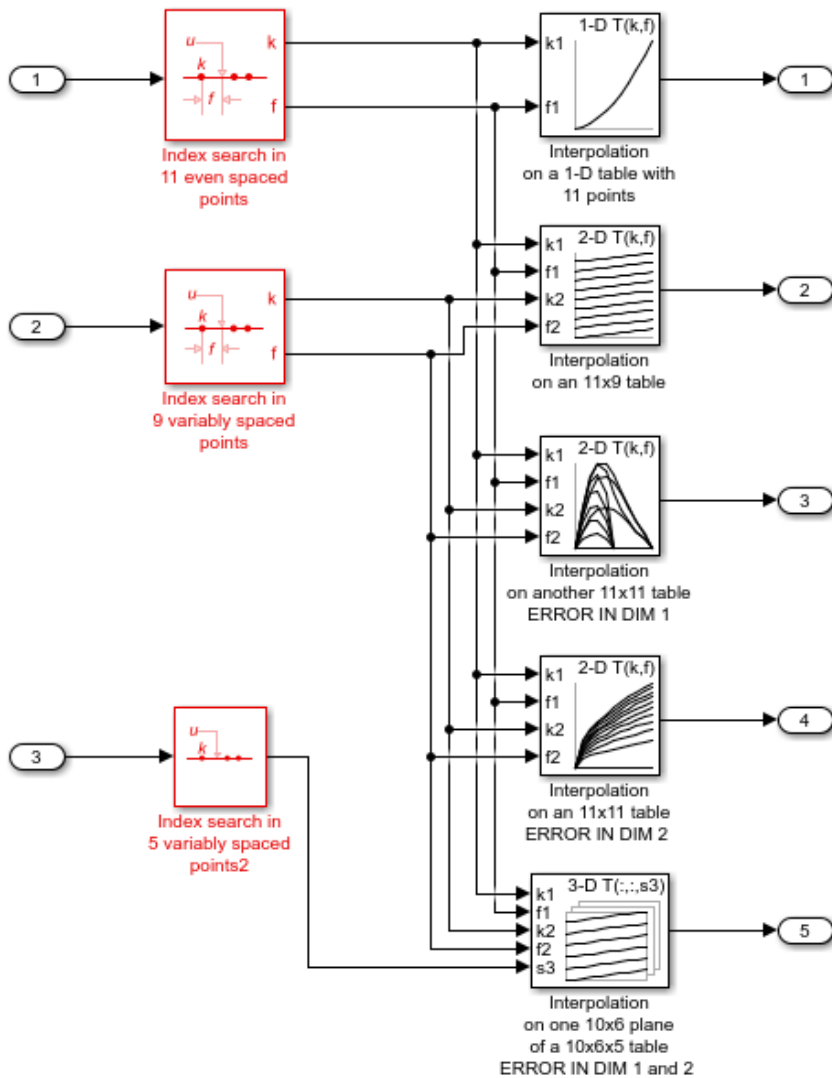 1
u
k
f
k
f
Index search in
11 even spaced
points
1-D T(k,f)
k1
f1
Interpolation
on a 1-D table with
11 points
1
2
u
k
f
k
f
Index search in
9 variably spaced
points
2-D T(k,f)
k1
f1
k2
f2
Interpolation
on an 11x9 table
2
2-D T(k,f)
k1
f1
k2
f2
Interpolation
on another 11x11 table
ERROR IN DIM 1
3
2-D T(k,f)
k1
f1
k2
f2
Interpolation
on an 11x11 table
ERROR IN DIM 2
4
3
u
k
Index search in
5 variably spaced
points2
3-D T(:,:,s3)
k1
f1
k2
f2
s3
Interpolation
on one 10x6 plane
of a 10x6x5 table
ERROR IN DIM 1 and 2
5